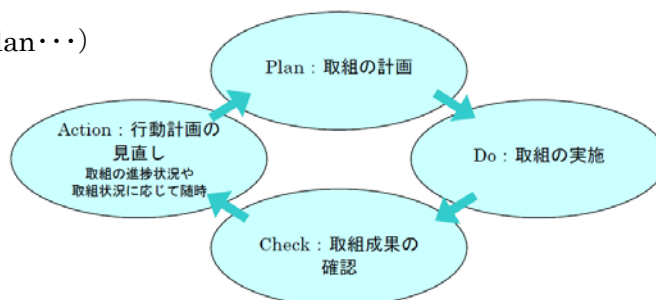 lan･･･）
Plan：取組の計画
Action：行動計画の
見直し
取組の進捗状況や
取組状況に応じて随時
Do：取組の実施
Check：取組成果の
確認